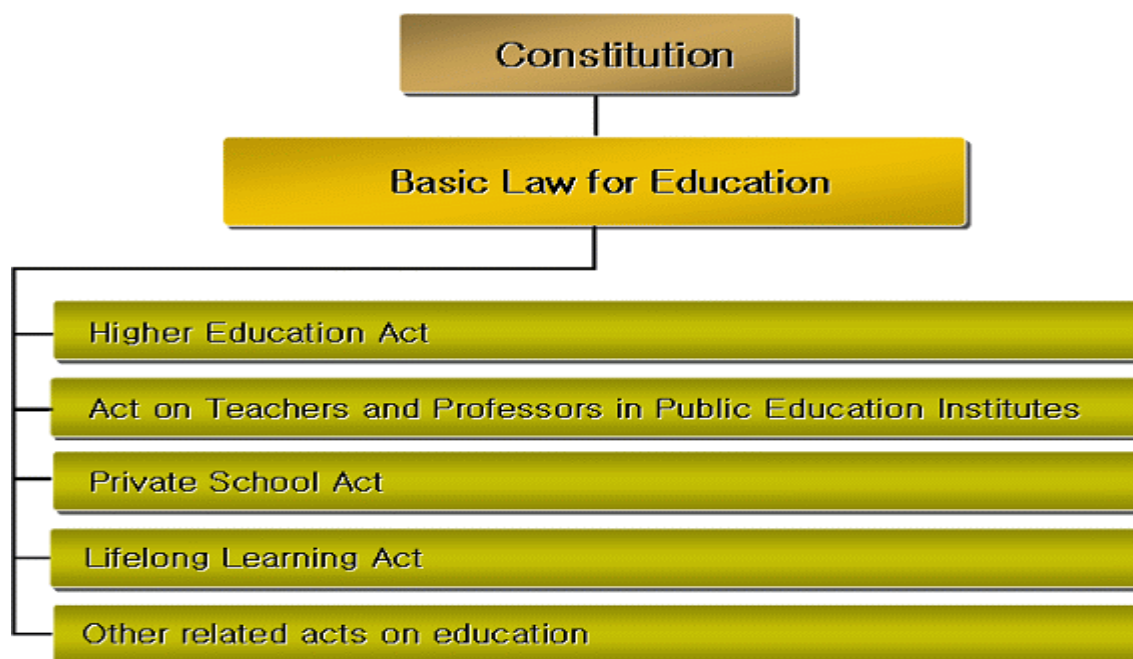 Constitution
Basic Law for Education
Higher Education Act
Act on Teachers and Professors in Public Education Institutes
Private School Act
Lifelong Learning Act
Other related acts on education